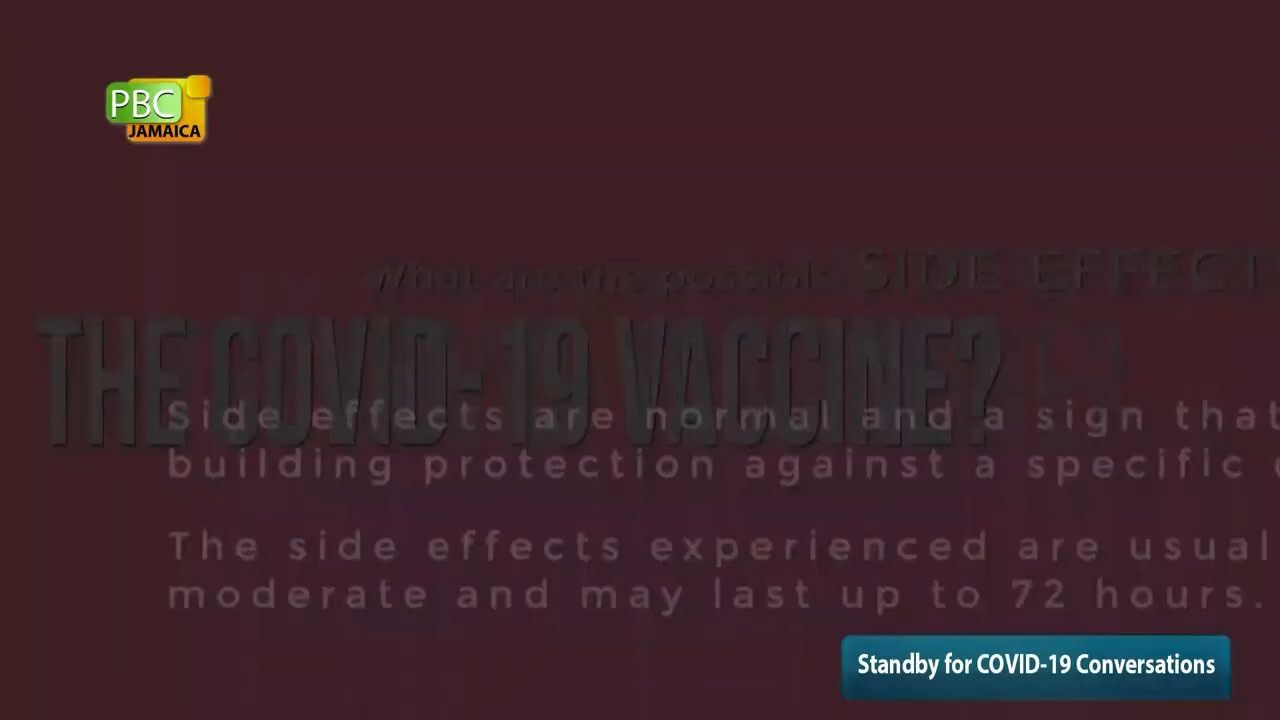 PBC
JAMAICA
What are the possible SIDE EFFECTS
THE COVID-19 VACCINE?
Side effects are normal and a sign that
building protection against a specific
The side effects experienced are usual
moderate and may last up to 72 hours.
Standby for COVID-19 Conversations